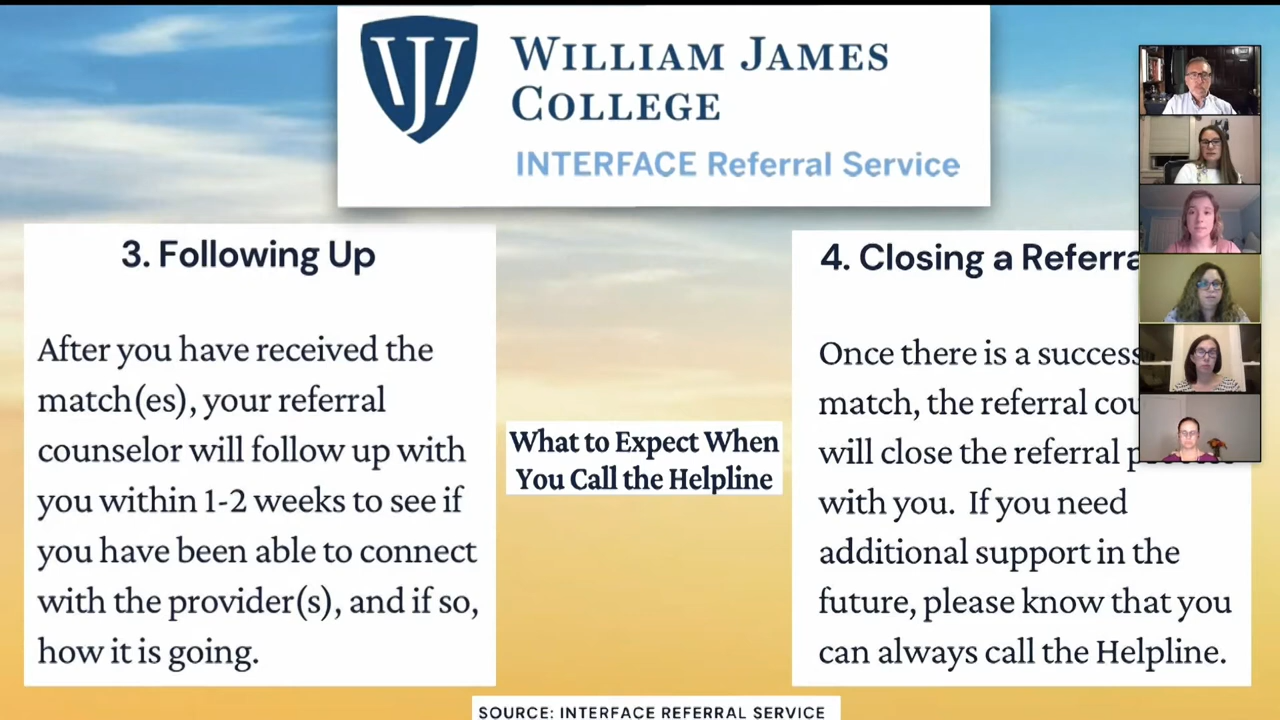 WILLIAM JAMES
COLLEGE
INTERFACE Referral Service
3. Following Up
After you have received the
match(es), your referral
counselor will follow up with
you within 1-2 weeks to see if
you have been able to connect
with the provider(s), and if so,
how it is going.
What to Expect When
You Call the Helpline
4. Closing a
Once there is a
match, the referral
will close the referral
with you. If you need
additional support in the
future, please know that you
can always call the Helpline.
SOURCE: INTERFACE REFERRAL SERVICE